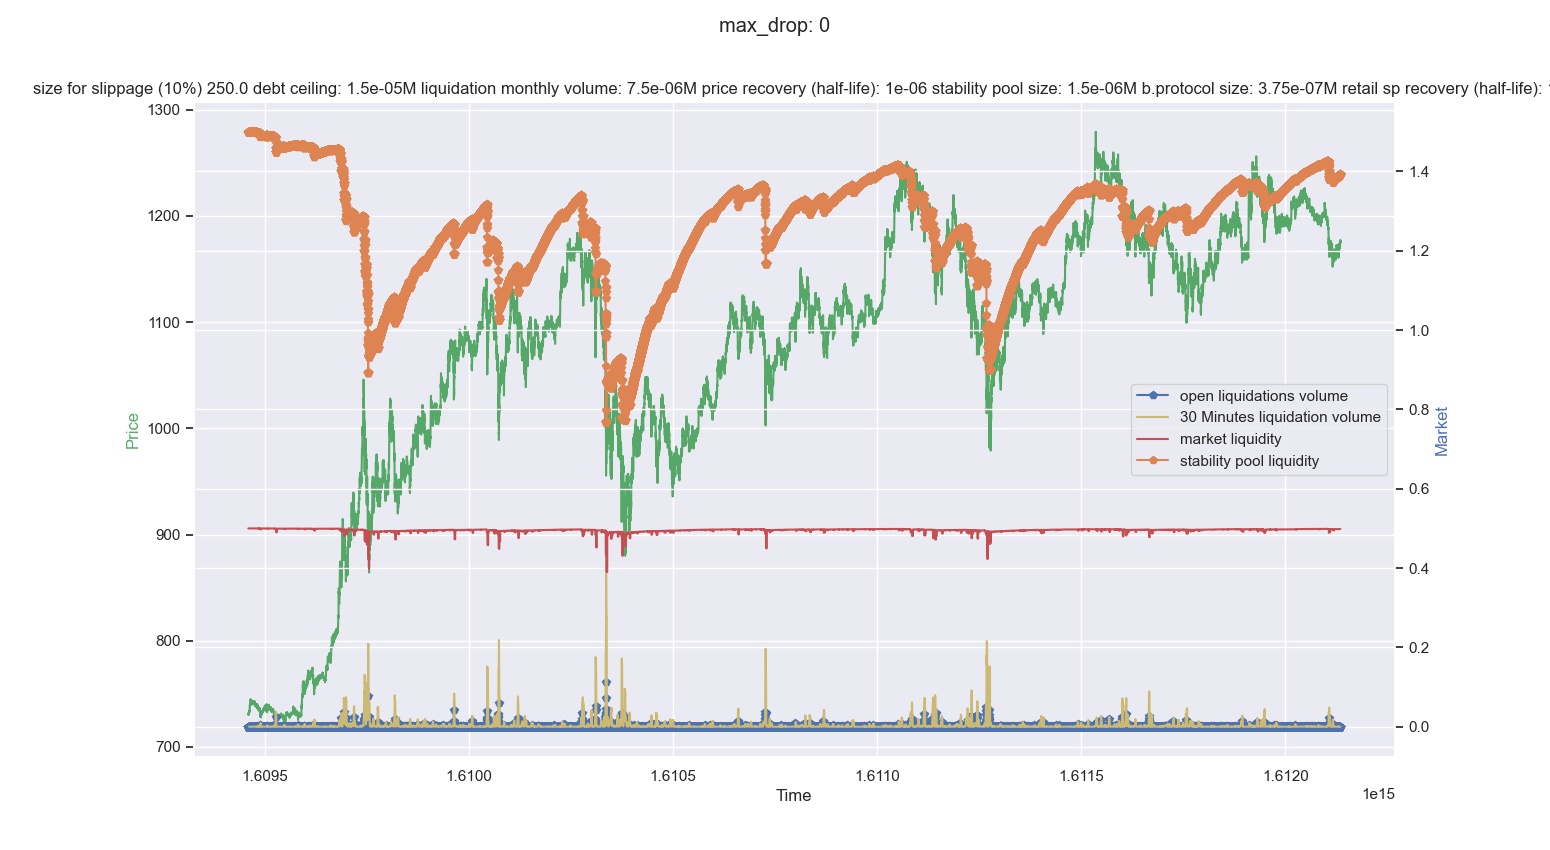 max_drop: 0
size for slippage (10%) 250.0 debt ceiling: 1.5e-05M liquidation monthly volume: 7.5e-06M price recovery (half-life): 1e-06 stability pool size: 1.5e-06M b.protocol size: 3.75e-07M retail sp recovery (half-life):
1300
1200
1100
1000
900
800
700
Price
1.4
1.2
1.0
0.8
0.6
0.4
0.2
0.0
Market
open liquidations volume
30 Minutes liquidation volume
market liquidity
stability pool liquidity
1.6095
1.6100
1.6105
1.6110
1.6115
1.6120
Time
1e15